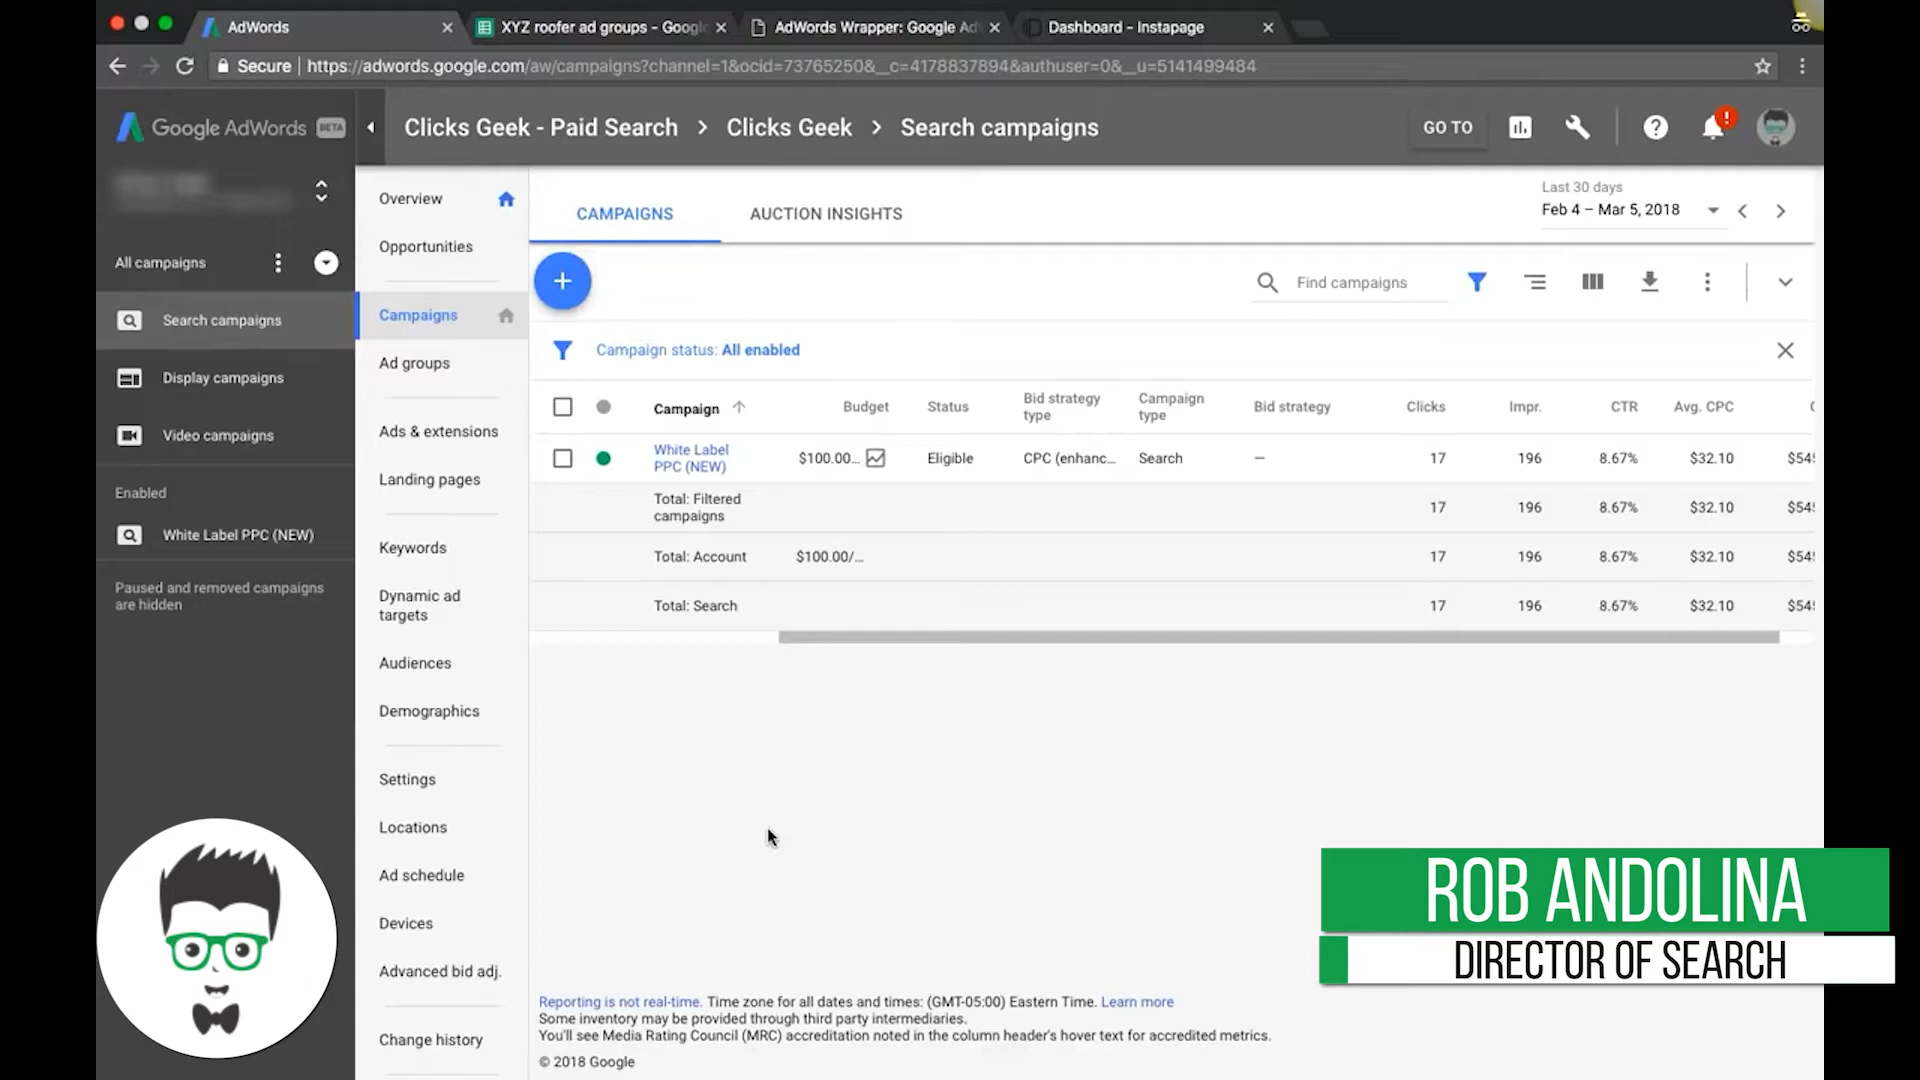 AdWords
XYZ roofer ad groups - Google
AdWords Wrapper: Google Ad
Dashboard - Instapage
Secure
https://adwords.google.com/aw/campaigns?channel=1&ocid=73765250&__c=4178837894&authuser=0&__u=5141499484
Google AdWords BETA
Clicks Geek - Paid Search > Clicks Geek > Search campaigns
GO TO
All campaigns
Search campaigns
Display campaigns
Video campaigns
Enabled
White Label PPC (NEW)
Paused and removed campaigns
are hidden
Overview
Opportunities
Campaigns
Ad groups
Ads & extensions
Landing pages
Keywords
Dynamic ad
targets
Audiences
Demographics
Settings
Locations
Ad schedule
Devices
Advanced bid adj.
Change history
CAMPAIGNS
AUCTION INSIGHTS
Last 30 days
Feb 4 – Mar 5, 2018
Find campaigns
Campaign status: All enabled
Campaign Budget Status Bid strategy type Campaign type Bid strategy Clicks Impr. CTR Avg. CPC
White Label PPC (NEW) $100.00... Eligible CPC (enhanc... Search – 17 196 8.67% $32.10 $54
Total: Filtered campaigns 17 196 8.67% $32.10 $54
Total: Account $100.00/... 17 196 8.67% $32.10 $54
Total: Search 17 196 8.67% $32.10 $54
Reporting is not real-time. Time zone for all dates and times: (GMT-05:00) Eastern Time. Learn more
Some inventory may be provided through third party intermediaries.
You'll see Media Rating Council (MRC) accreditation noted in the column header's hover text for accredited metrics.
© 2018 Google
ROB ANDOLINA
DIRECTOR OF SEARCH